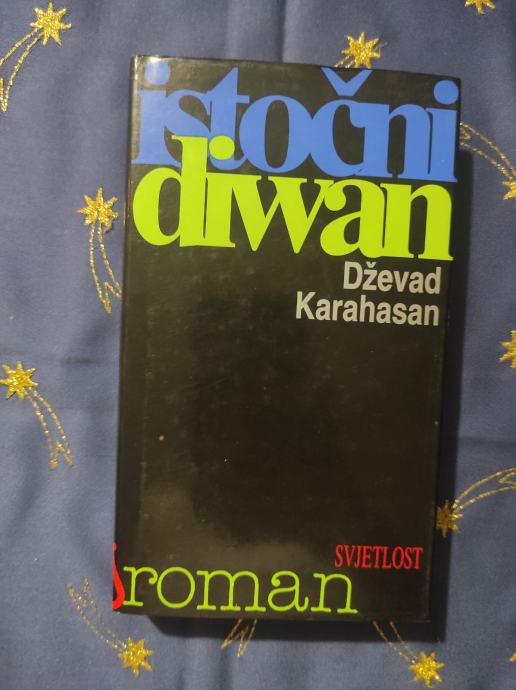 istočni
diwan
Dževad
Karahasan
SVJETLOST
roman